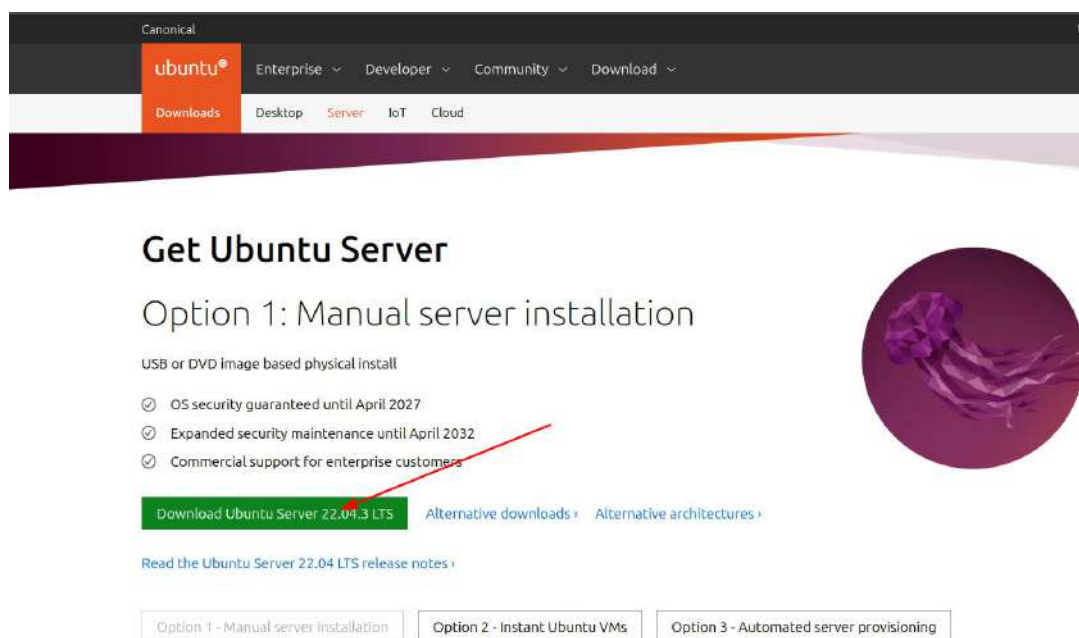 Canonical
ubuntu® Enterprise Developer Community Download
Downloads Desktop Server IoT Cloud
Get Ubuntu Server
Option 1: Manual server installation
USB or DVD image based physical install
OS security guaranteed until April 2027
Expanded security maintenance until April 2032
Commercial support for enterprise customers
Download Ubuntu Server 22.04.3 LTS Alternative downloads › Alternative architectures ›
Read the Ubuntu Server 22.04 LTS release notes ›
Option 1 - Manual server installation Option 2 - Instant Ubuntu VMs Option 3 - Automated server provisioning